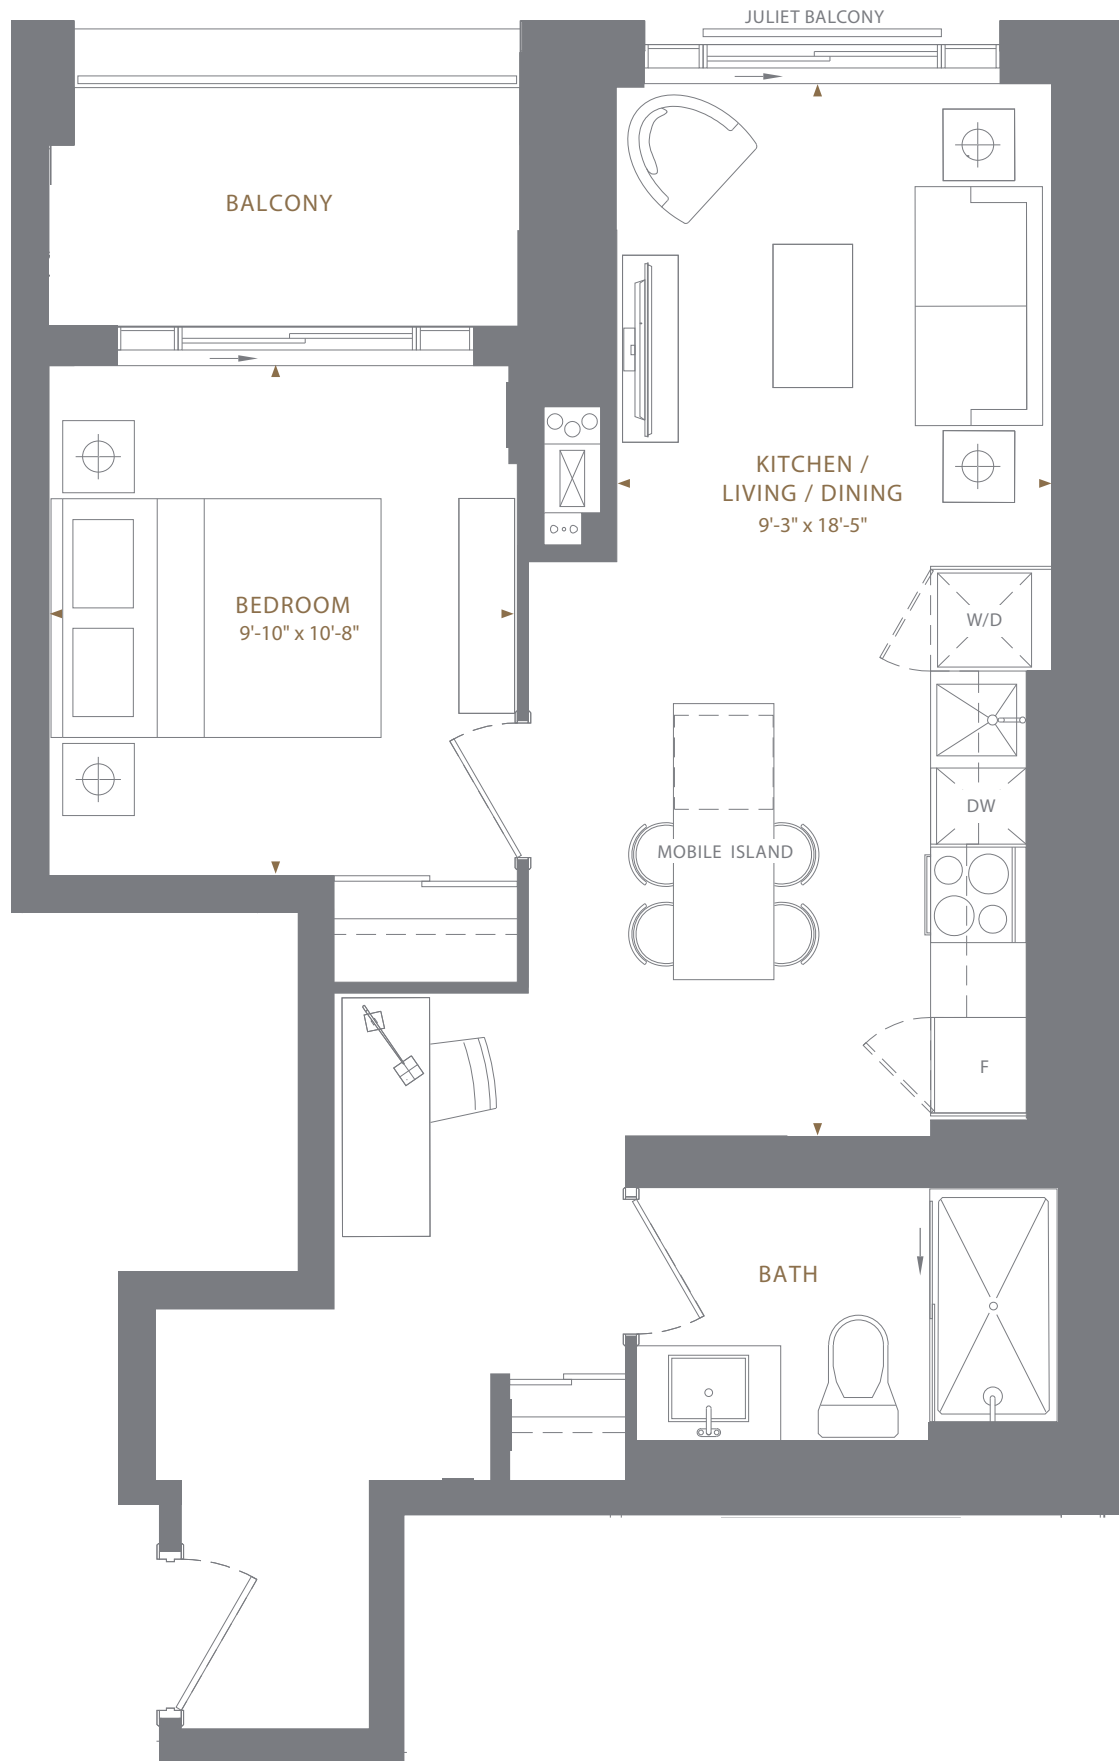 JULIET BALCONY
BALCONY
KITCHEN /
LIVING / DINING
9'-3" x 18'-5"
BEDROOM
9'-10" x 10'-8"
W/D
DW
MOBILE ISLAND
F
BATH